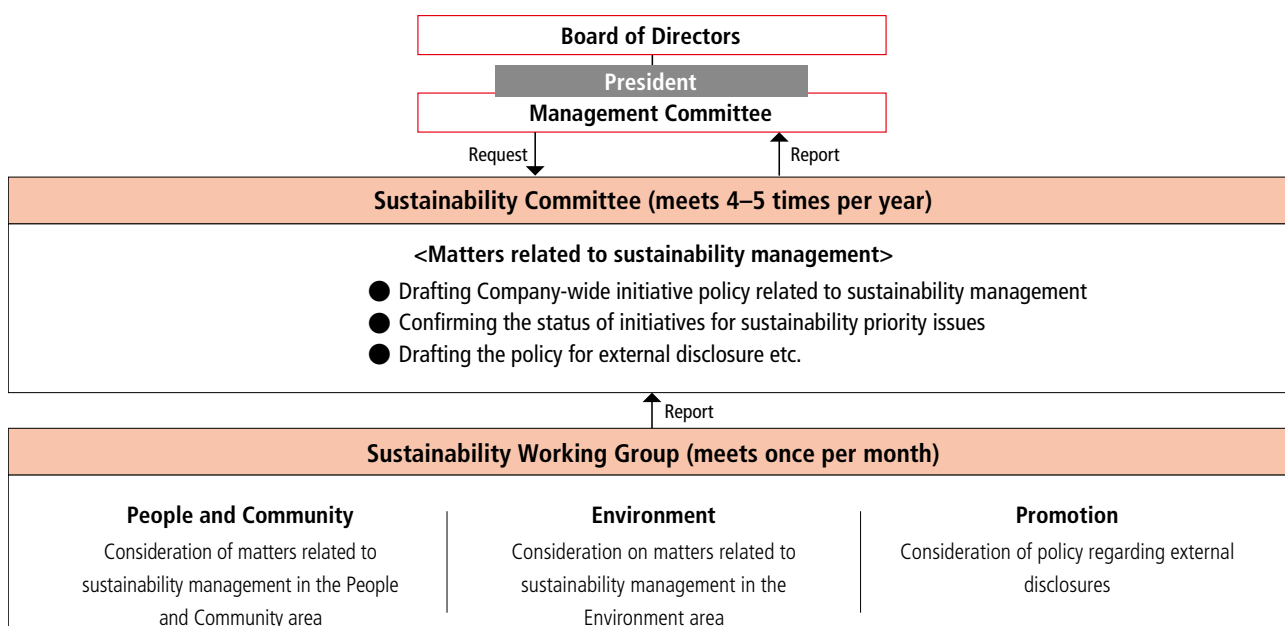 Board of Directors
President
Management Committee
Request
Report
Sustainability Committee (meets 4–5 times per year)
<Matters related to sustainability management>
● Drafting Company-wide initiative policy related to sustainability management
● Confirming the status of initiatives for sustainability priority issues
● Drafting the policy for external disclosure etc.
Report
Sustainability Working Group (meets once per month)
People and Community
Consideration of matters related to
sustainability management in the People
and Community area
Environment
Consideration on matters related to
sustainability management in the
Environment area
Promotion
Consideration of policy regarding external
disclosures